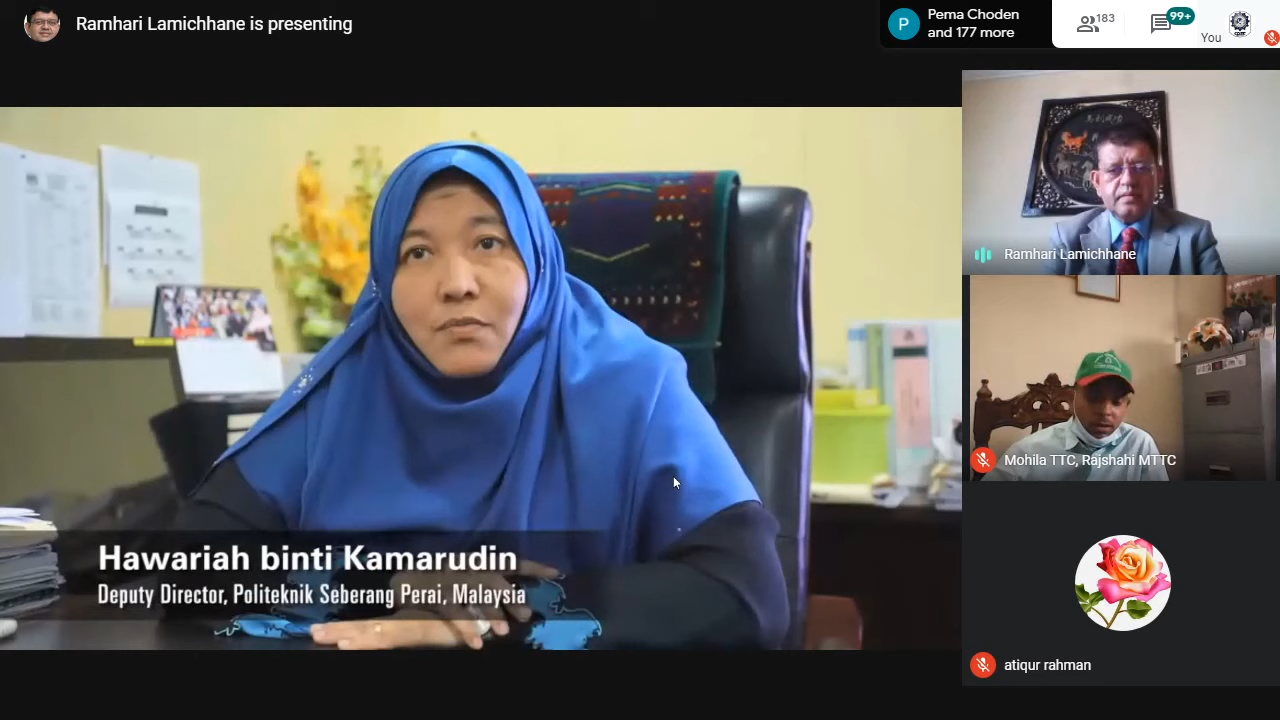 Ramhari Lamichhane is presenting
P
Pema Choden
and 177 more
183
99+
You
Ramhari Lamichhane
Mohila TTC, Rajshahi MTTC
Hawariah binti Kamarudin
Deputy Director, Politeknik Seberang Perai, Malaysia
atiqur rahman